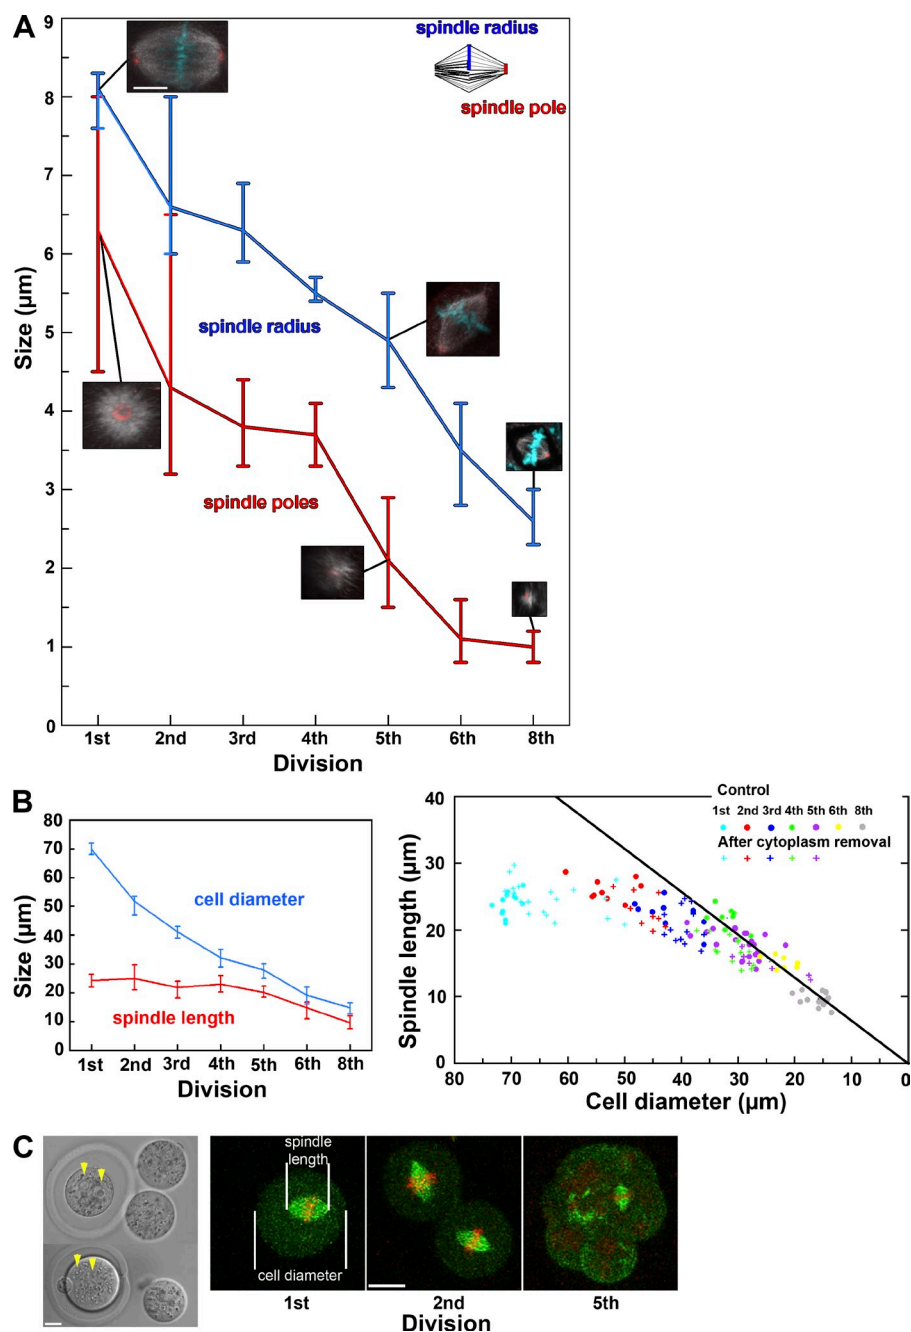 A
9
8
7
6
5
4
3
2
1
0
Size (µm)
spindle radius
spindle pole
spindle radius
spindle poles
1st 2nd 3rd 4th 5th 6th 8th
Division
B
80
70
60
50
40
30
20
10
0
Size (µm)
cell diameter
spindle length
1st 2nd 3rd 4th 5th 6th 8th
Division
Control
1st 2nd 3rd 4th 5th 6th 8th
After cytoplasm removal
40
30
20
10
0
Spindle length (µm)
80 70 60 50 40 30 20 10 0
Cell diameter (µm)
C
spindle
length
cell diameter
1st 2nd 5th
Division